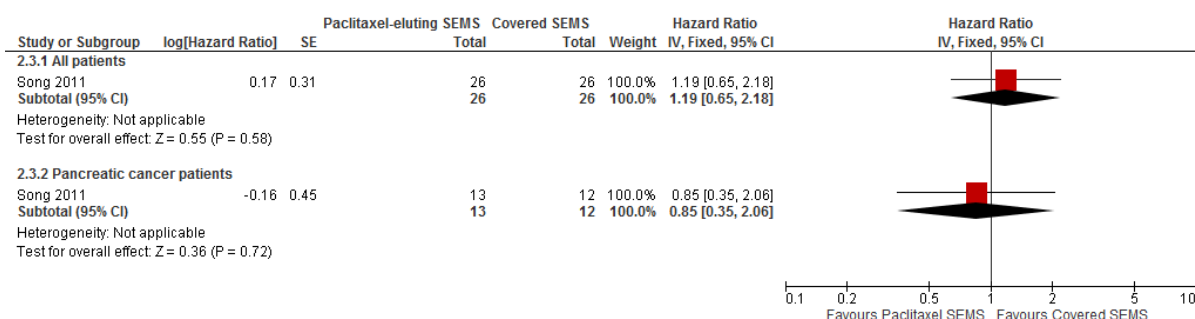 Paclitaxel-eluting SEMS Covered SEMS Hazard Ratio Hazard Ratio
Study or Subgroup log[Hazard Ratio] SE Total Total Weight IV, Fixed, 95% CI IV, Fixed, 95% CI
2.3.1 All patients
Song 2011 0.17 0.31 26 26 100.0% 1.19 [0.65, 2.18]
Subtotal (95% CI) 26 26 100.0% 1.19 [0.65, 2.18]
Heterogeneity: Not applicable
Test for overall effect: Z = 0.55 (P = 0.58)
2.3.2 Pancreatic cancer patients
Song 2011 -0.16 0.45 13 12 100.0% 0.85 [0.35, 2.06]
Subtotal (95% CI) 13 12 100.0% 0.85 [0.35, 2.06]
Heterogeneity: Not applicable
Test for overall effect: Z = 0.36 (P = 0.72)
0.1 0.2 0.5 1 2 5 10
Favours Paclitaxel SEMS Favours Covered SEMS